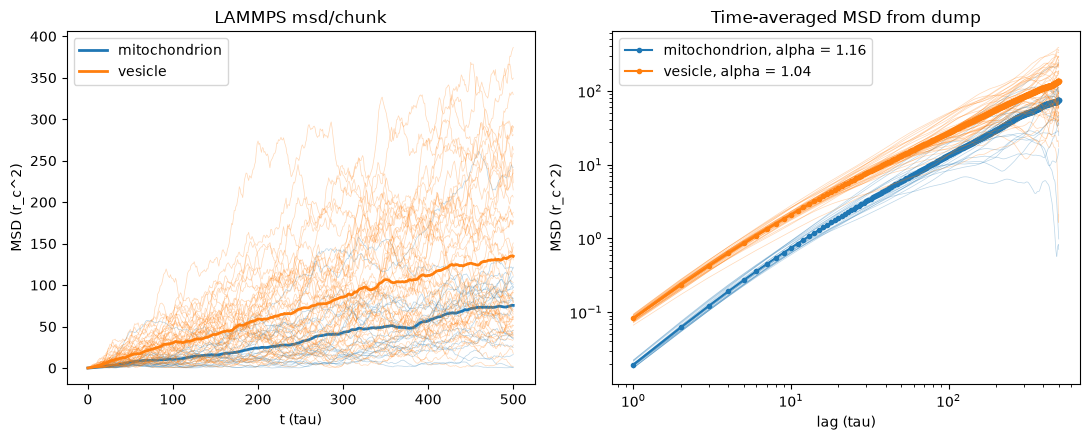 LAMMPS msd/chunk
MSD (r_c^2)
400
350
300
250
200
150
100
50
0
mitochondrion
vesicle
0 100 200 300 400 500
t (tau)
Time-averaged MSD from dump
MSD (r_c^2)
10^2
10^1
10^0
10^−1
mitochondrion, alpha = 1.16
vesicle, alpha = 1.04
10^0 10^1 10^2
lag (tau)